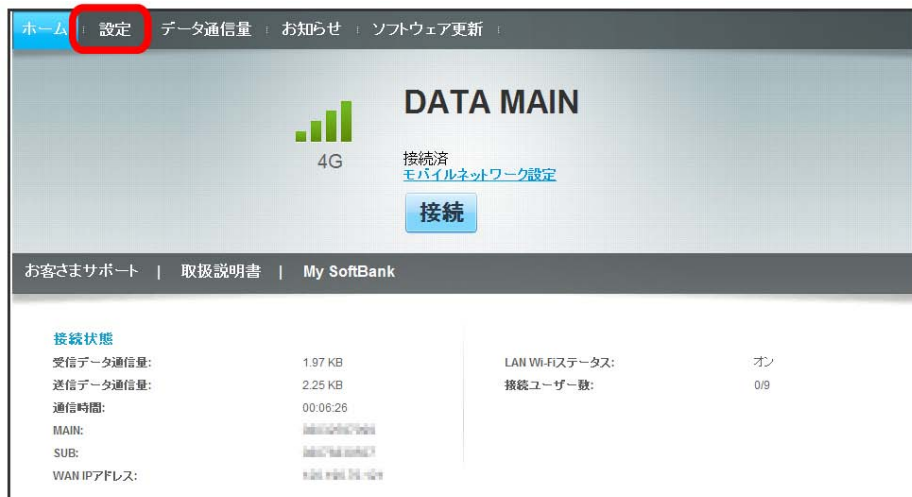 ホーム 設定 データ通信量 お知らせ ソフトウェア更新
DATA MAIN
4G
接続済
モバイルネットワーク設定
接続
お客さまサポート | 取扱説明書 | My SoftBank
接続状態
受信データ通信量: 1.97 KB LAN Wi-Fiステータス: オン
送信データ通信量: 2.25 KB 接続ユーザー数: 0/9
通信時間: 00:06:26
MAIN:
SUB:
WAN IPアドレス: